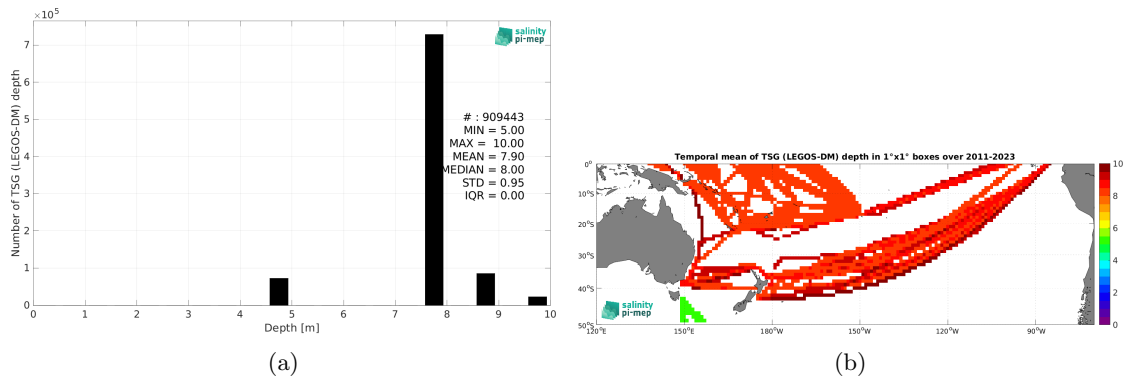 ×10⁵
7
6
5
4
3
2
1
0
Number of TSG (LEGOS-DM) depth
salinity
pi-mep
# : 909443
MIN = 5.00
MAX = 10.00
MEAN = 7.90
MEDIAN = 8.00
STD = 0.95
IQR = 0.00
0 1 2 3 4 5 6 7 8 9 10
Depth [m]
(a)
Temporal mean of TSG (LEGOS-DM) depth in 1°x1° boxes over 2011-2023
0°
10°S
20°S
30°S
40°S
50°S
salinity
pi-mep
120°E 150°E 180°W 150°W 120°W 90°W
10
8
6
4
2
0
(b)